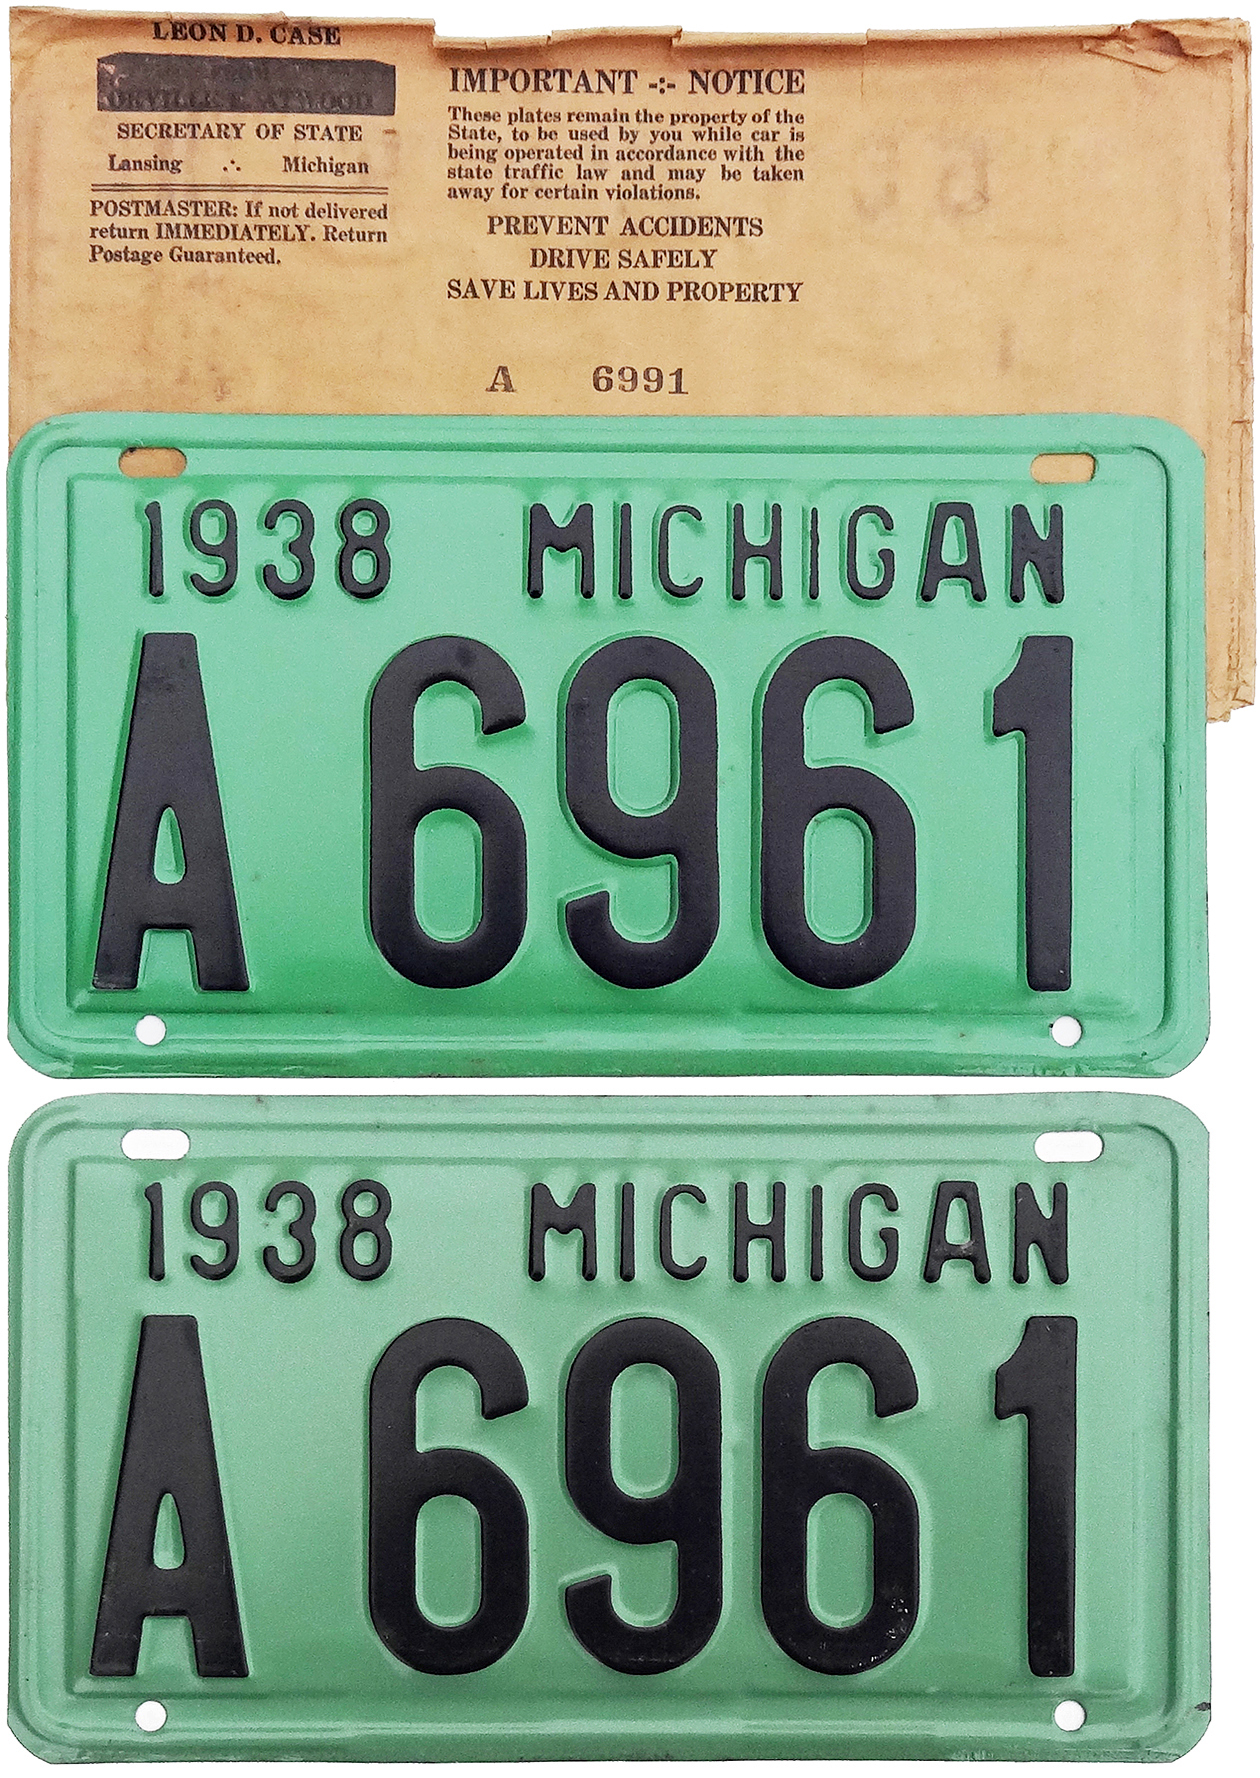 LEON D. CASE
ORVILLE E. ATWOOD
SECRETARY OF STATE
Lansing ∴ Michigan
POSTMASTER: If not delivered
return IMMEDIATELY. Return
Postage Guaranteed.
IMPORTANT -:- NOTICE
These plates remain the property of the
State, to be used by you while car is
being operated in accordance with the
state traffic law and may be taken
away for certain violations.
PREVENT ACCIDENTS
DRIVE SAFELY
SAVE LIVES AND PROPERTY
A 6991
1938 MICHIGAN
A 6961
1938 MICHIGAN
A 6961